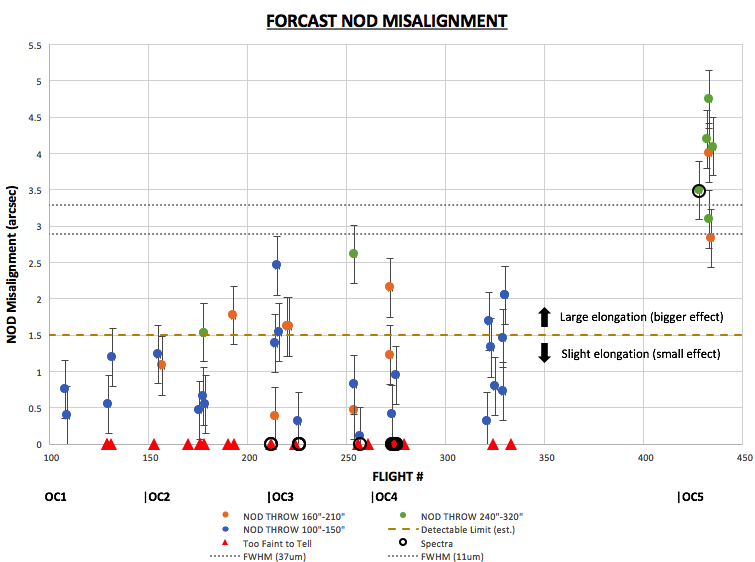 FORCAST NOD MISALIGNMENT
5.5
5
4.5
4
3.5
3
2.5
2
1.5
1
0.5
0
NOD Misalignment (arcsec)
Large elongation (bigger effect)
Slight elongation (small effect)
100 150 200 250 300 350 400 450
FLIGHT #
OC1 |OC2 |OC3 |OC4 |OC5
NOD THROW 160"-210" NOD THROW 240"-320"
NOD THROW 100"-150" Detectable Limit (est.)
Too Faint to Tell Spectra
FWHM (37um) FWHM (11um)